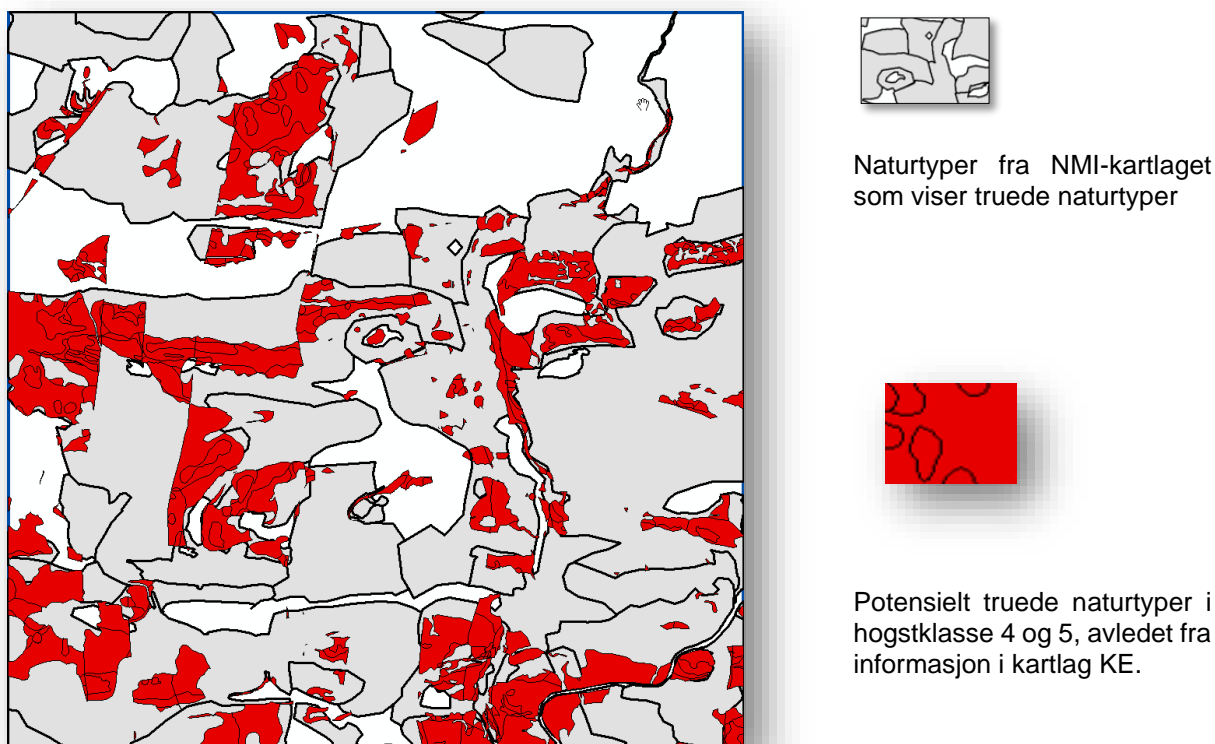 Naturtyper fra NMI-kartlaget
som viser truede naturtyper
Potensielt truede naturtyper i
hogstklasse 4 og 5, avledet fra
informasjon i kartlag KE.